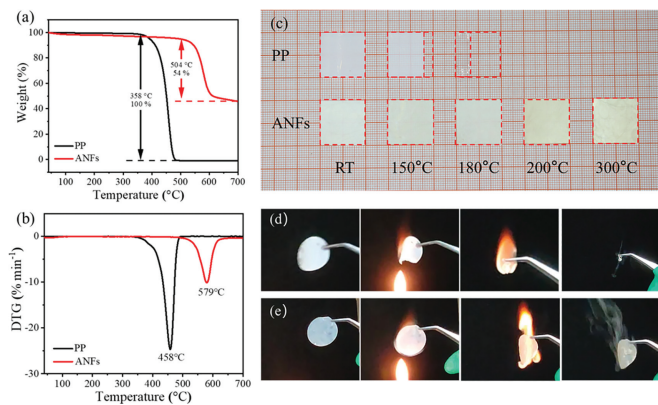 (a)
100
80
60
40
20
0
Weight (%)
358 °C
100 %
504 °C
54 %
PP
ANFs
100 200 300 400 500 600 700
Temperature (°C)
(b)
0
-10
-20
-30
DTG (% min⁻¹)
458°C
579°C
PP
ANFs
100 200 300 400 500 600 700
Temperature (°C)
(c)
PP
ANFs
RT 150°C 180°C 200°C 300°C
(d)
(e)